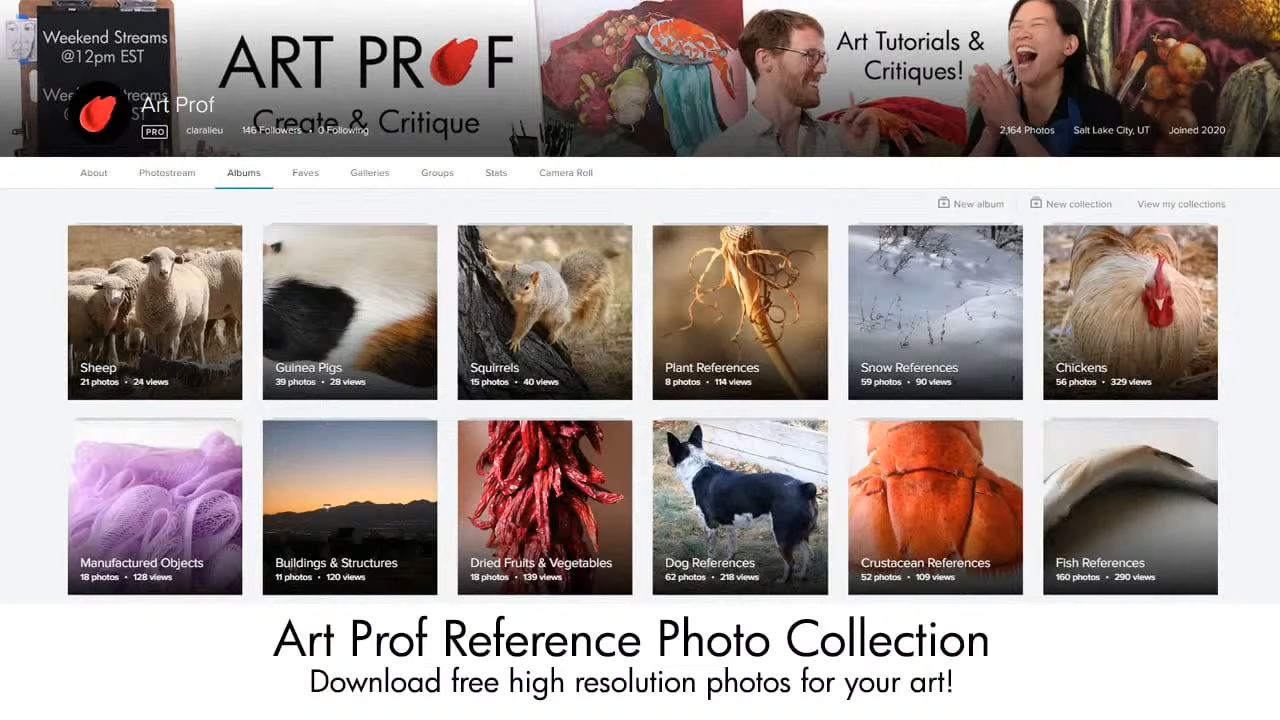 Weekend Streams
@12pm EST
ART PROF
Create & Critique
Art Tutorials &
Critiques!
Art Prof
PRO
claralieu
146 Followers • 0 Following
2,164 Photos
Salt Lake City, UT
Joined 2020
About
Photostream
Albums
Faves
Galleries
Groups
Stats
Camera Roll
New album
New collection
View my collections
Sheep
21 photos • 24 views
Guinea Pigs
39 photos • 28 views
Squirrels
15 photos • 40 views
Plant References
8 photos • 114 views
Snow References
59 photos • 90 views
Chickens
56 photos • 329 views
Manufactured Objects
18 photos • 128 views
Buildings & Structures
11 photos • 120 views
Dried Fruits & Vegetables
18 photos • 139 views
Dog References
62 photos • 218 views
Crustacean References
52 photos • 109 views
Fish References
160 photos • 290 views
Art Prof Reference Photo Collection
Download free high resolution photos for your art!